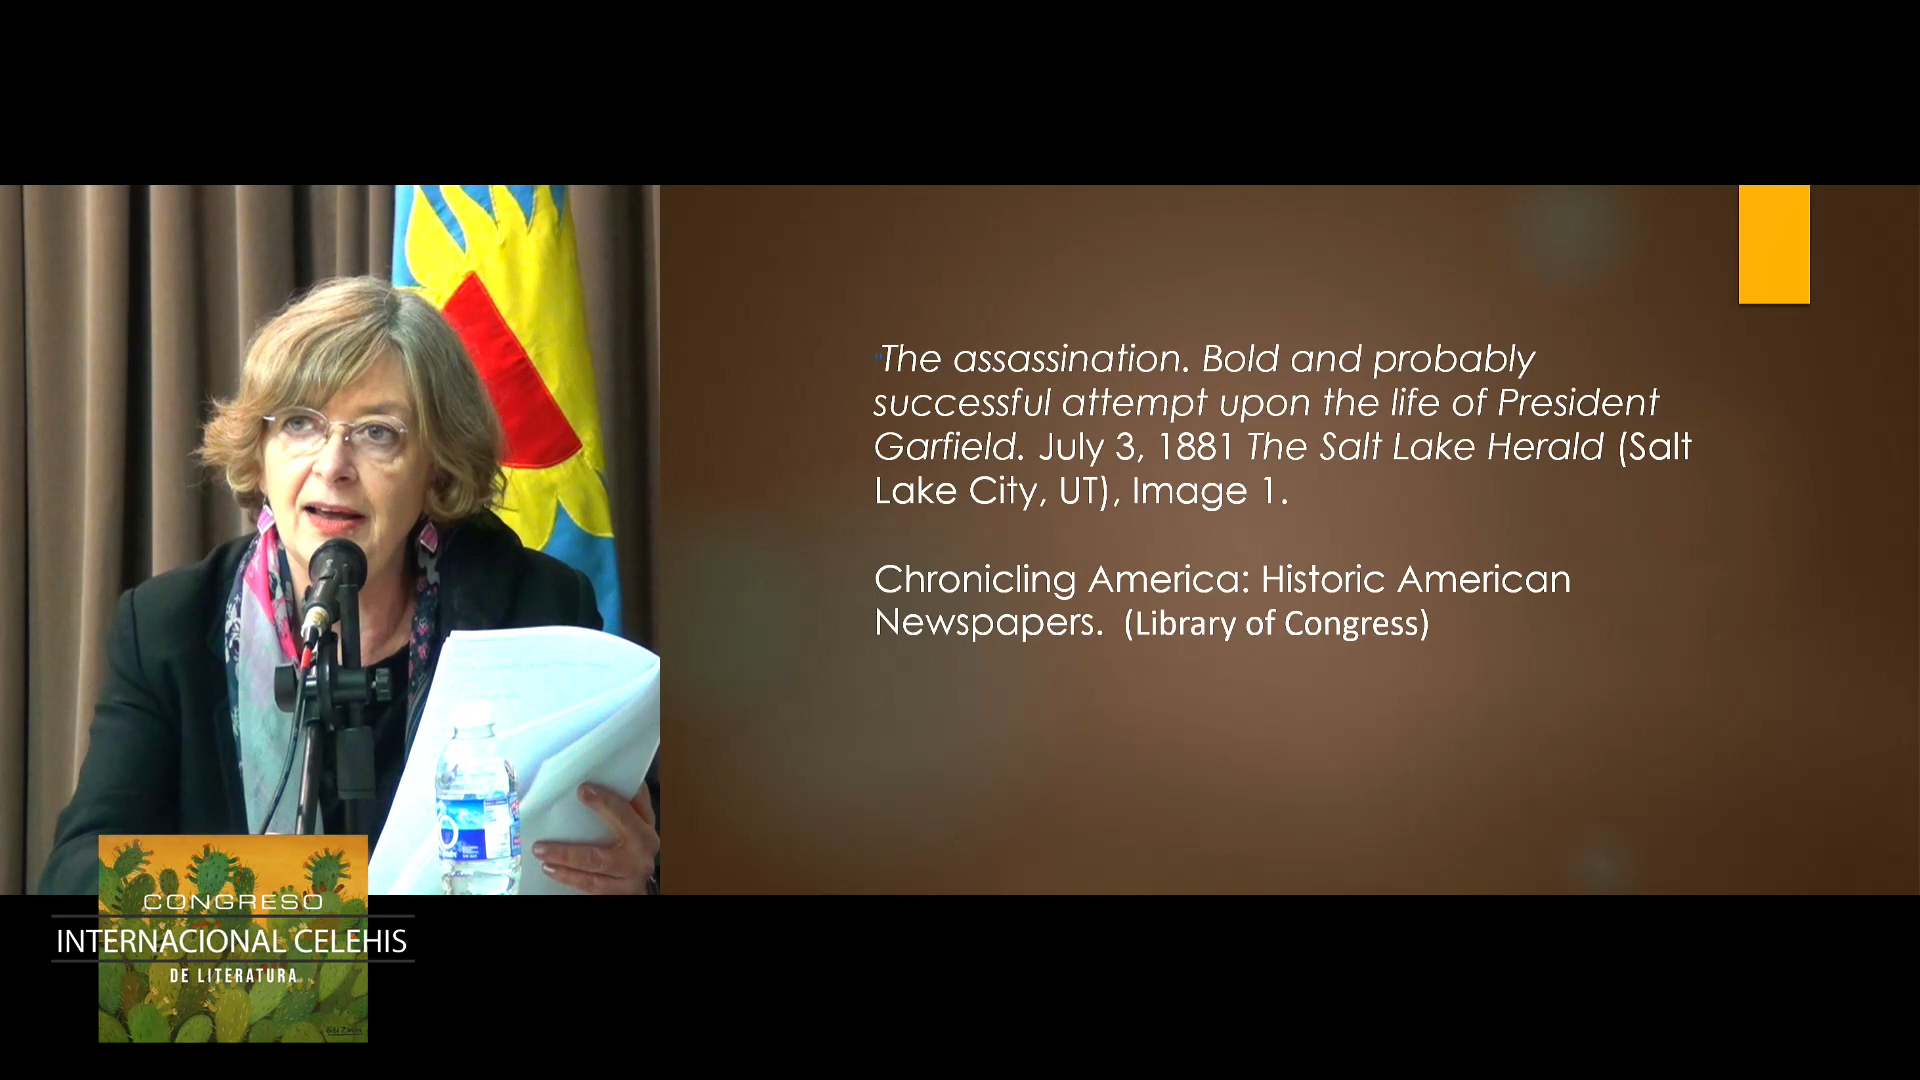 "The assassination. Bold and probably
successful attempt upon the life of President
Garfield. July 3, 1881 The Salt Lake Herald (Salt
Lake City, UT), Image 1.
Chronicling America: Historic American
Newspapers. (Library of Congress)
CONGRESO
INTERNACIONAL CELEHIS
DE LITERATURA